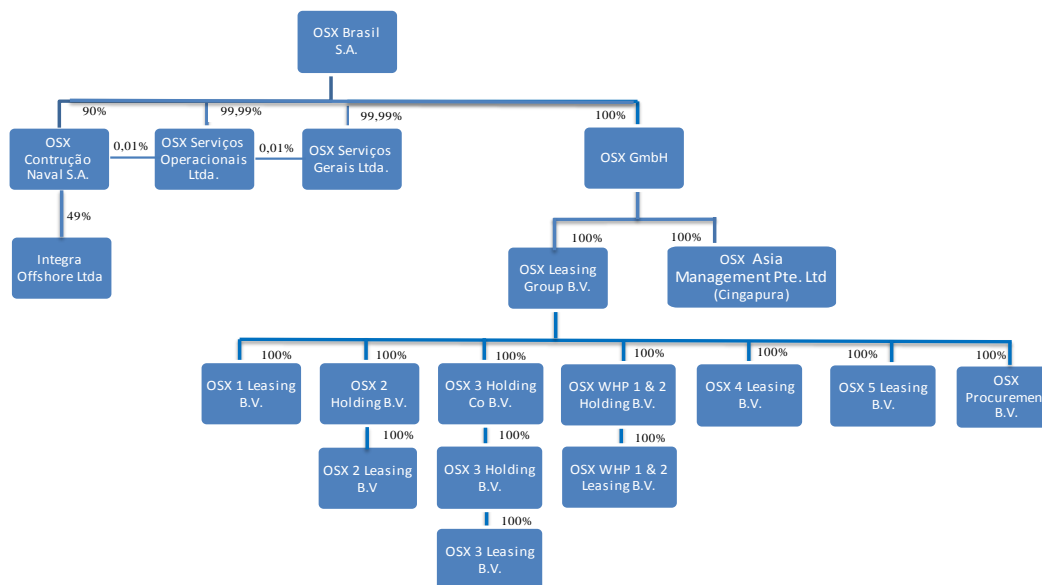 OSX Brasil
S.A.
90%
99,99%
99,99%
100%
OSX
Contrução
Naval S.A.
0,01%
OSX Serviços
Operacionais
Ltda.
0,01%
OSX Serviços
Gerais Ltda.
OSX GmbH
49%
Integra
Offshore Ltda
100%
100%
OSX Leasing
Group B.V.
OSX Asia
Management Pte. Ltd
(Cingapura)
100%
100%
100%
100%
100%
100%
100%
OSX 1 Leasing
B.V.
OSX 2
Holding B.V.
OSX 3 Holding
Co B.V.
OSX WHP 1 & 2
Holding B.V.
OSX 4 Leasing
B.V.
OSX 5 Leasing
B.V.
OSX
Procuremen
B.V.
100%
100%
100%
OSX 2 Leasing
B.V
OSX 3 Holding
B.V.
OSX WHP 1 & 2
Leasing B.V.
100%
OSX 3 Leasing
B.V.